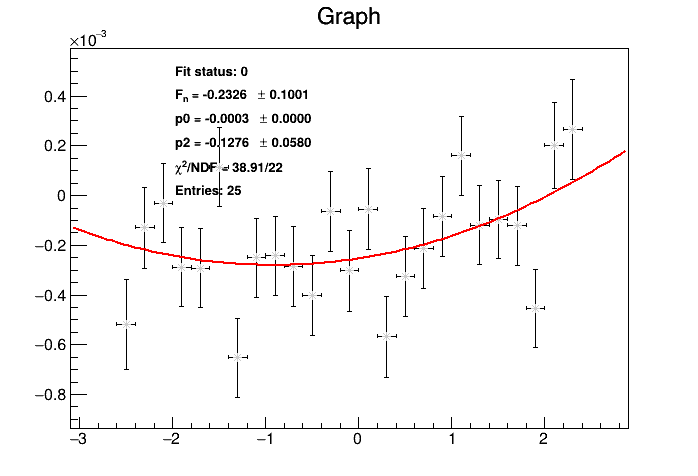 Graph
×10⁻³
Fit status: 0
Fₙ = -0.2326 ± 0.1001
p0 = -0.0003 ± 0.0000
p2 = -0.1276 ± 0.0580
χ²/NDF = 38.91/22
Entries: 25
0.4
0.2
0
−0.2
−0.4
−0.6
−0.8
−3 −2 −1 0 1 2